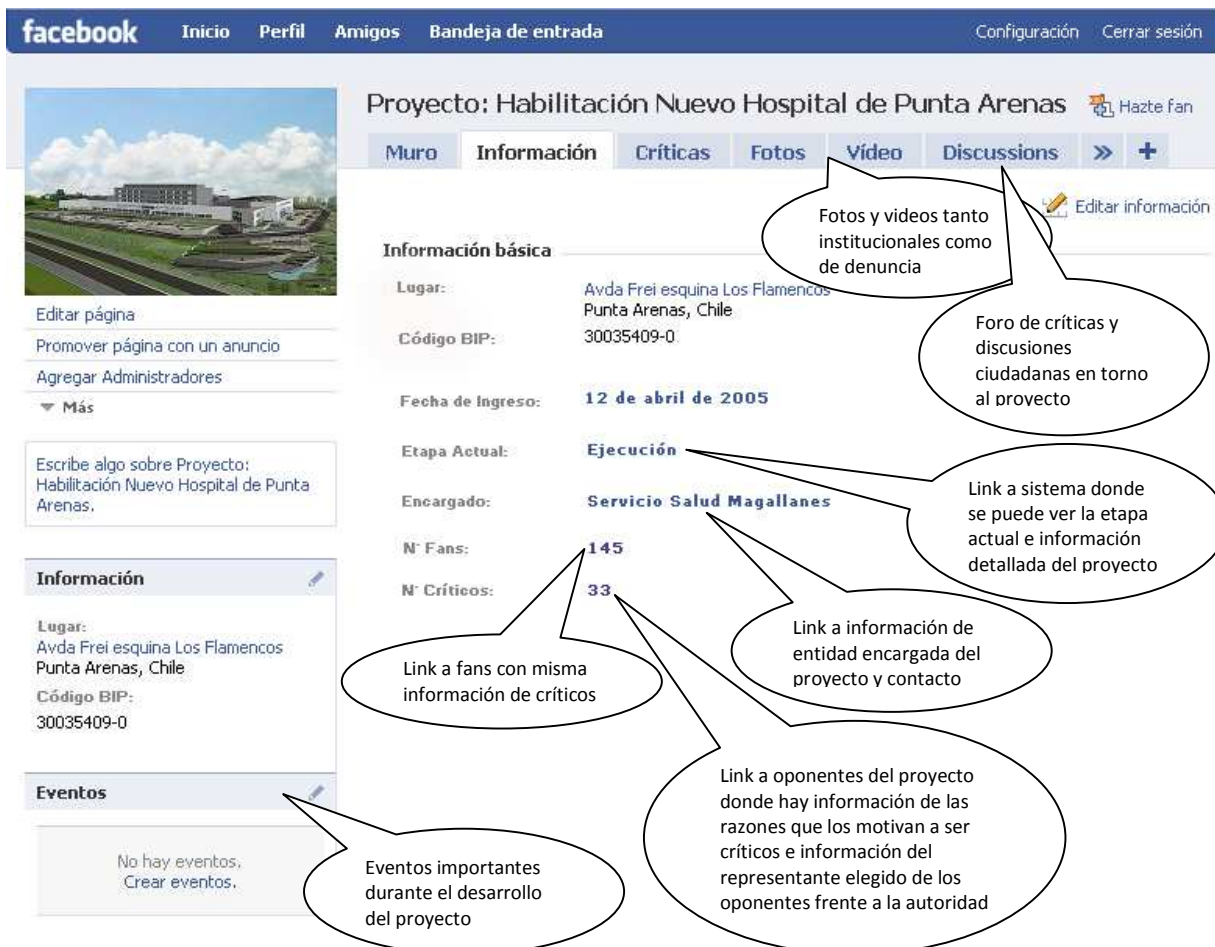 facebook Inicio Perfil Amigos Bandeja de entrada Configuración Cerrar sesión
Proyecto: Habilitación Nuevo Hospital de Punta Arenas Hazte fan
Muro Información Críticas Fotos Vídeo Discussions » +
Editar información
Fotos y videos tanto
institucionales como
de denuncia
Foro de críticas y
discusiones
ciudadanas en torno
al proyecto
Información básica
Lugar: Avda Frei esquina Los Flamencos
Punta Arenas, Chile
Código BIP: 30035409-0
Fecha de Ingreso: 12 de abril de 2005
Etapa Actual: Ejecución
Encargado: Servicio Salud Magallanes
N° Fans: 145
N° Críticos: 33
Link a sistema donde
se puede ver la etapa
actual e información
detallada del proyecto
Link a información de
entidad encargada del
proyecto y contacto
Link a fans con misma
información de críticos
Link a oponentes del proyecto
donde hay información de las
razones que los motivan a ser
críticos e información del
representante elegido de los
oponentes frente a la autoridad
Editar página
Promover página con un anuncio
Agregar Administradores
Más
Escribe algo sobre Proyecto:
Habilitación Nuevo Hospital de Punta
Arenas.
Información
Lugar:
Avda Frei esquina Los Flamencos
Punta Arenas, Chile
Código BIP:
30035409-0
Eventos
No hay eventos.
Crear eventos.
Eventos importantes
durante el desarrollo
del proyecto